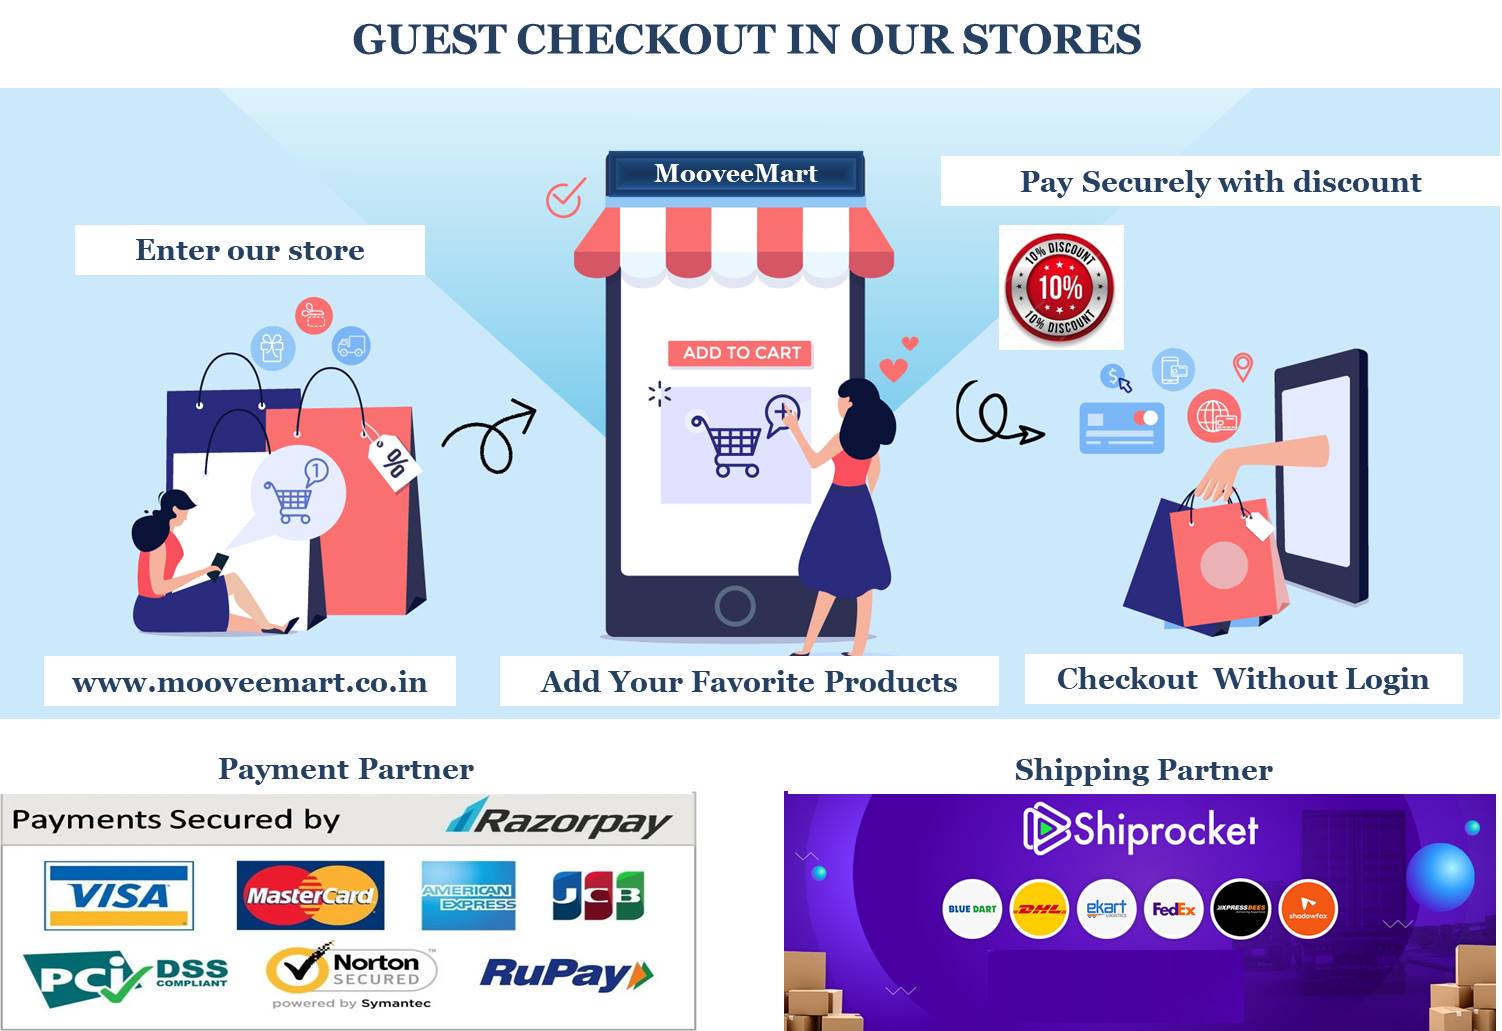 GUEST CHECKOUT IN OUR STORES
MooveeMart
Pay Securely with discount
Enter our store
10% DISCOUNT
10%
10% DISCOUNT
ADD TO CART
%
1
$
www.mooveemart.co.in
Add Your Favorite Products
Checkout Without Login
Payment Partner
Shipping Partner
Payments Secured by Razorpay
Shiprocket
VISA
MasterCard
AMERICAN EXPRESS
JCB
BLUE DART
DHL
ekart
LOGISTICS
FedEx
XPRESSBEES
shadowfax
PCi DSS
COMPLIANT
Norton
SECURED
™
powered by Symantec
RuPay